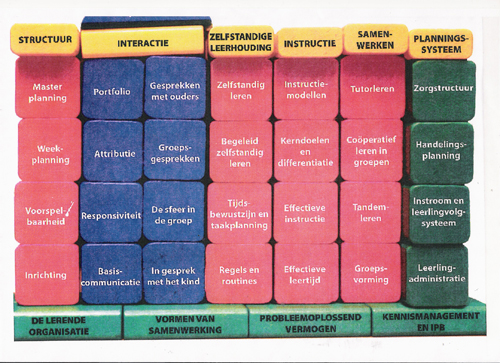 STRUCTUUR
INTERACTIE
ZELFSTANDIGE
LEERHOUDING
INSTRUCTIE
SAMEN-
WERKEN
PLANNINGS-
SYSTEEM
Master
planning
Portfolio
Gesprekken
met ouders
Zelfstandig
leren
Instructie-
modellen
Tutorleren
Zorgstructuur
Week-
planning
Attributie
Groeps-
gesprekken
Begeleid
zelfstandig
leren
Kerndoelen
en
differentiatie
Coöperatief
leren in
groepen
Handelings-
planning
Voorspel-
baarheid
Responsiviteit
De sfeer in
de groep
Tijds-
bewustzijn en
taakplanning
Effectieve
instructie
Tandem-
leren
Instroom en
leerlingvolg-
systeem
Inrichting
Basis-
communicatie
In gesprek
met het kind
Regels en
routines
Effectieve
leertijd
Groeps-
vorming
Leerling-
administratie
DE LERENDE
ORGANISATIE
VORMEN VAN
SAMENWERKING
PROBLEEMOPLOSSEND
VERMOGEN
KENNISMANAGEMENT
EN IPB